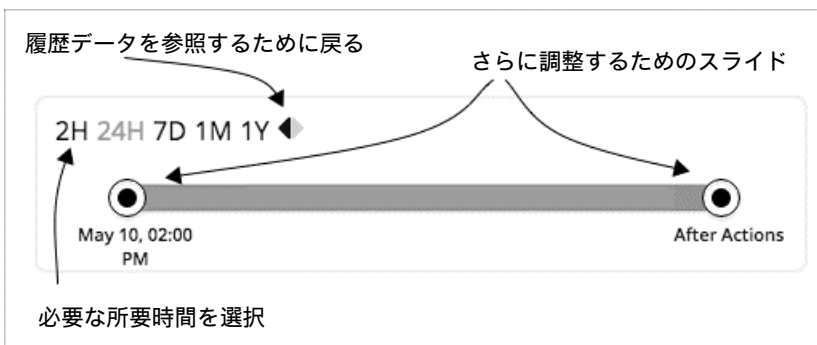 履歴データを参照するために戻る
さらに調整するためのスライド
2H 24H 7D 1M 1Y
May 10, 02:00
PM
After Actions
必要な所要時間を選択